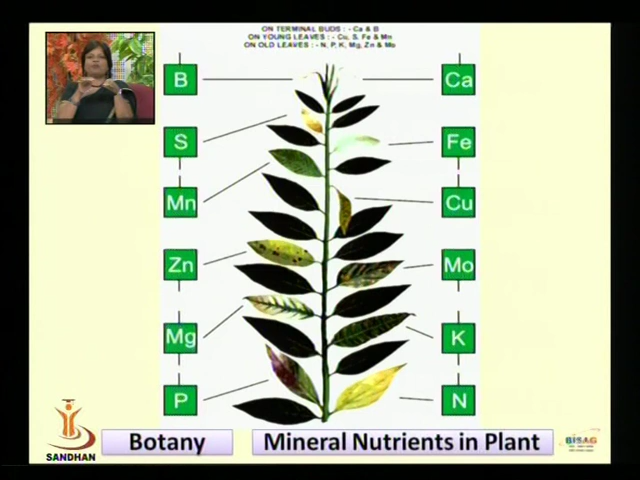 ON TERMINAL BUDS : - Ca & B
ON YOUNG LEAVES : - Cu, S, Fe & Mn
ON OLD LEAVES : - N, P, K, Mg, Zn & Mo
B Ca
S Fe
Mn Cu
Zn Mo
Mg K
P N
SANDHAN
Botany
Mineral Nutrients in Plant
BISAG